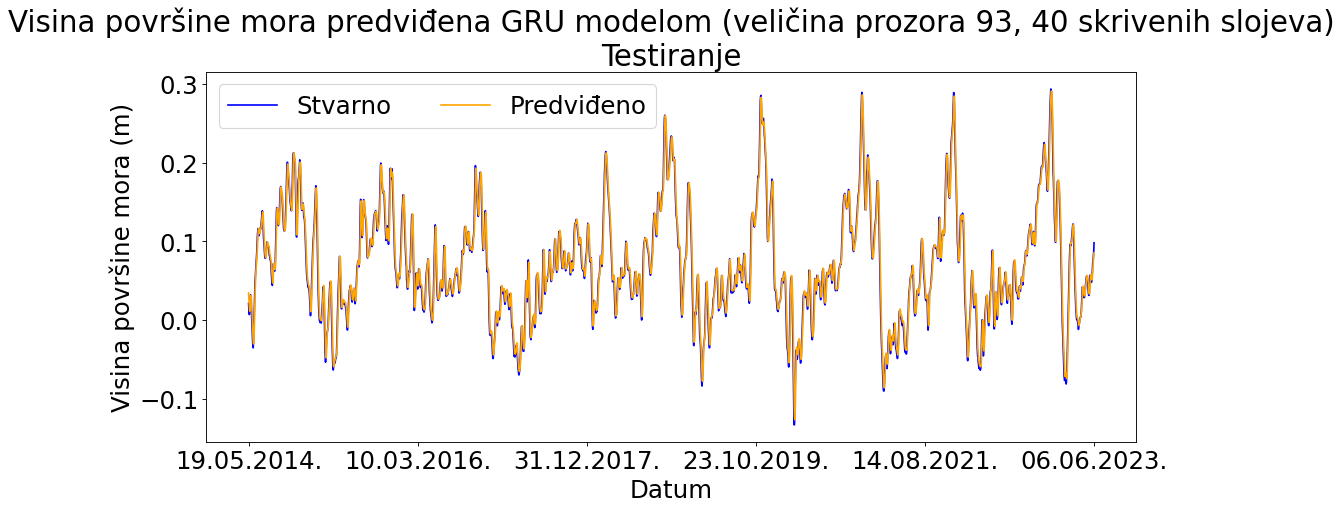 Visina površine mora predviđena GRU modelom (veličina prozora 93, 40 skrivenih slojeva)
Testiranje
Stvarno
Predviđeno
Visina površine mora (m)
0.3
0.2
0.1
0.0
−0.1
19.05.2014. 10.03.2016. 31.12.2017. 23.10.2019. 14.08.2021. 06.06.2023.
Datum